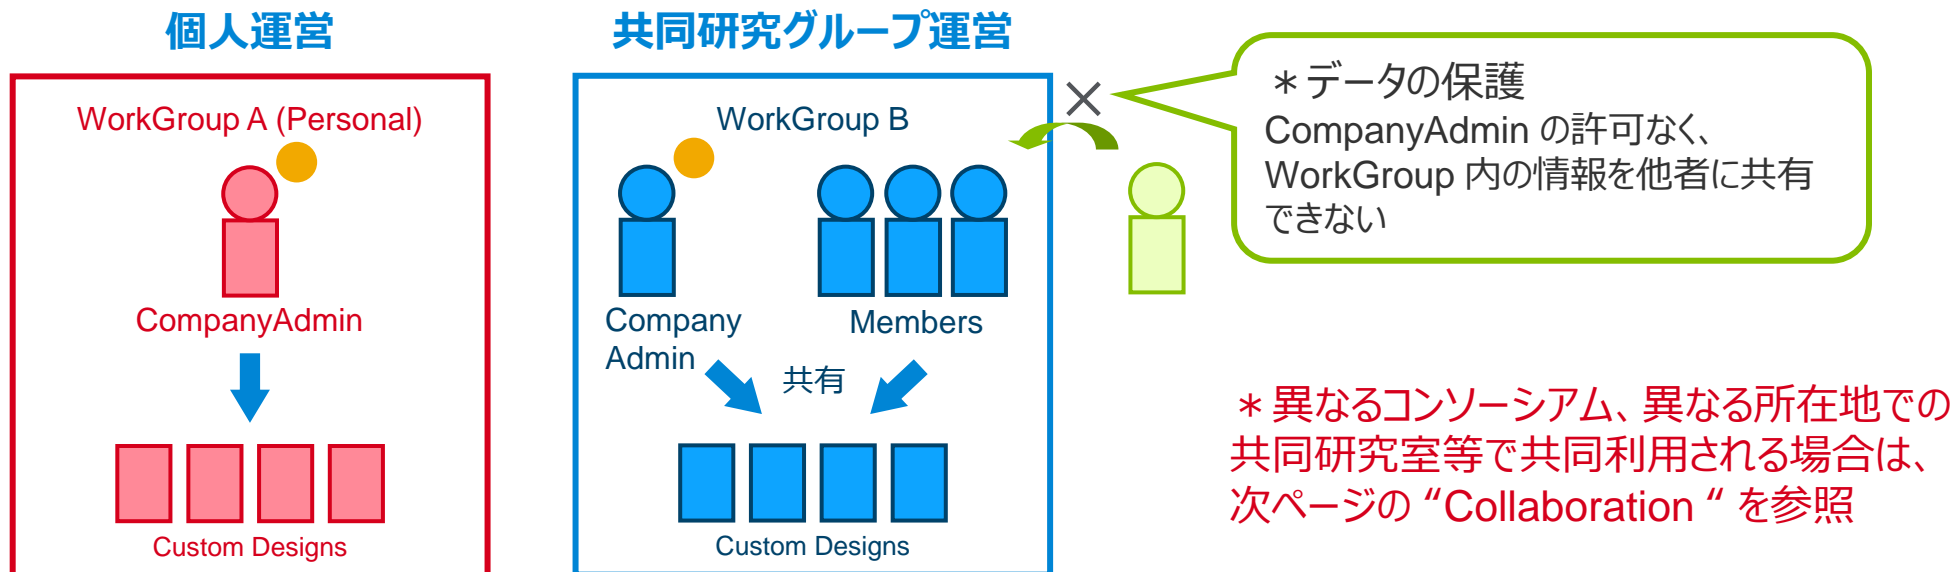 個人運営
WorkGroup A (Personal)
CompanyAdmin
Custom Designs
共同研究グループ運営
WorkGroup B
Company
Admin
Members
共有
Custom Designs
×
＊データの保護
CompanyAdmin の許可なく、
WorkGroup 内の情報を他者に共有
できない
＊異なるコンソーシアム、異なる所在地での
共同研究室等で共同利用される場合は、
次ページの “Collaboration “ を参照